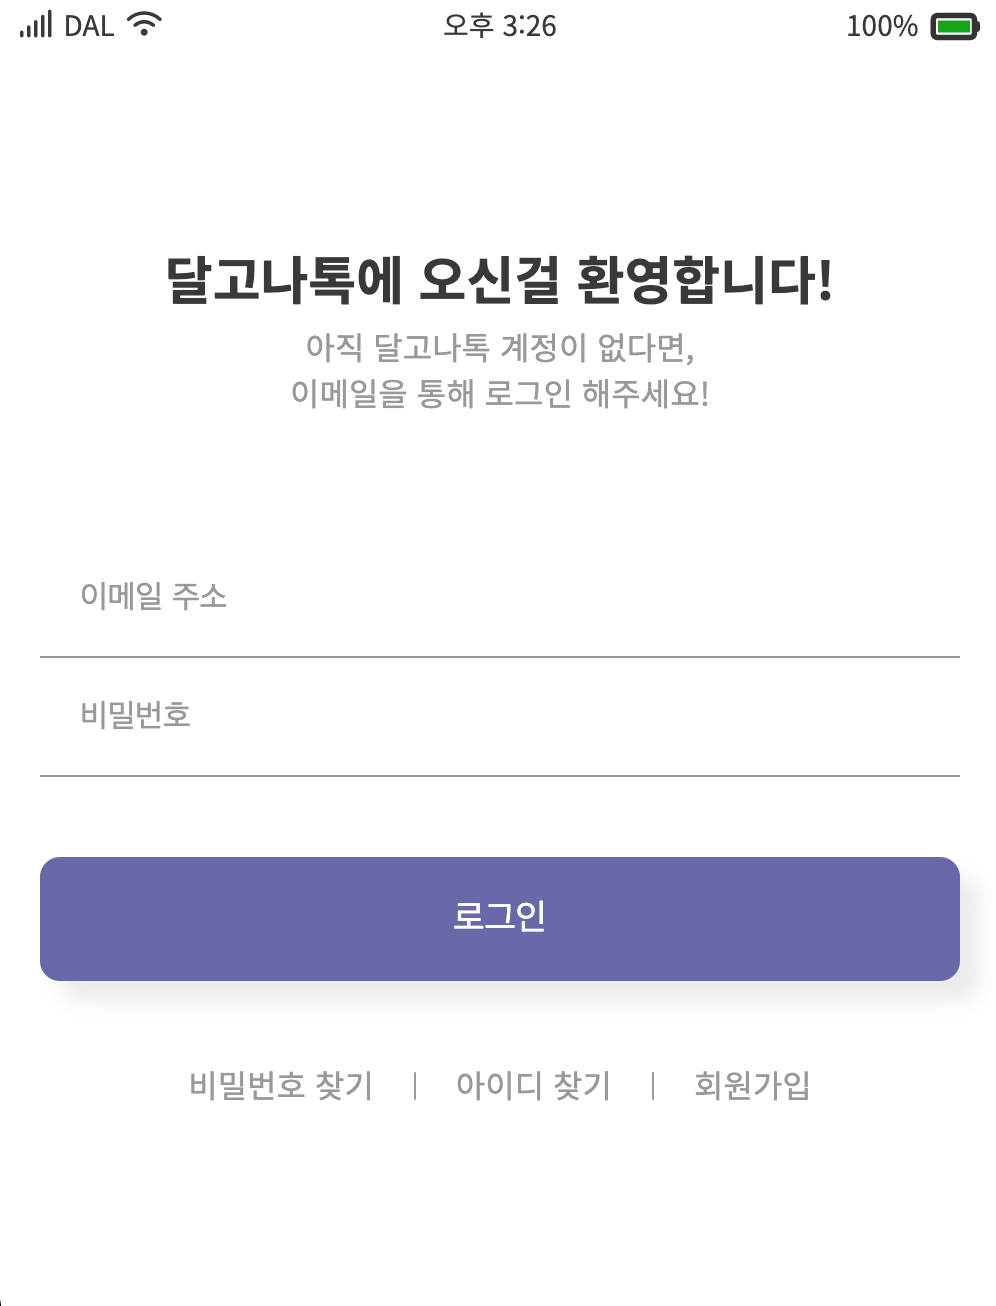 DAL 오후 3:26 100%
달고나톡에 오신걸 환영합니다!
아직 달고나톡 계정이 없다면,
이메일을 통해 로그인 해주세요!
이메일 주소
비밀번호
로그인
비밀번호 찾기 | 아이디 찾기 | 회원가입